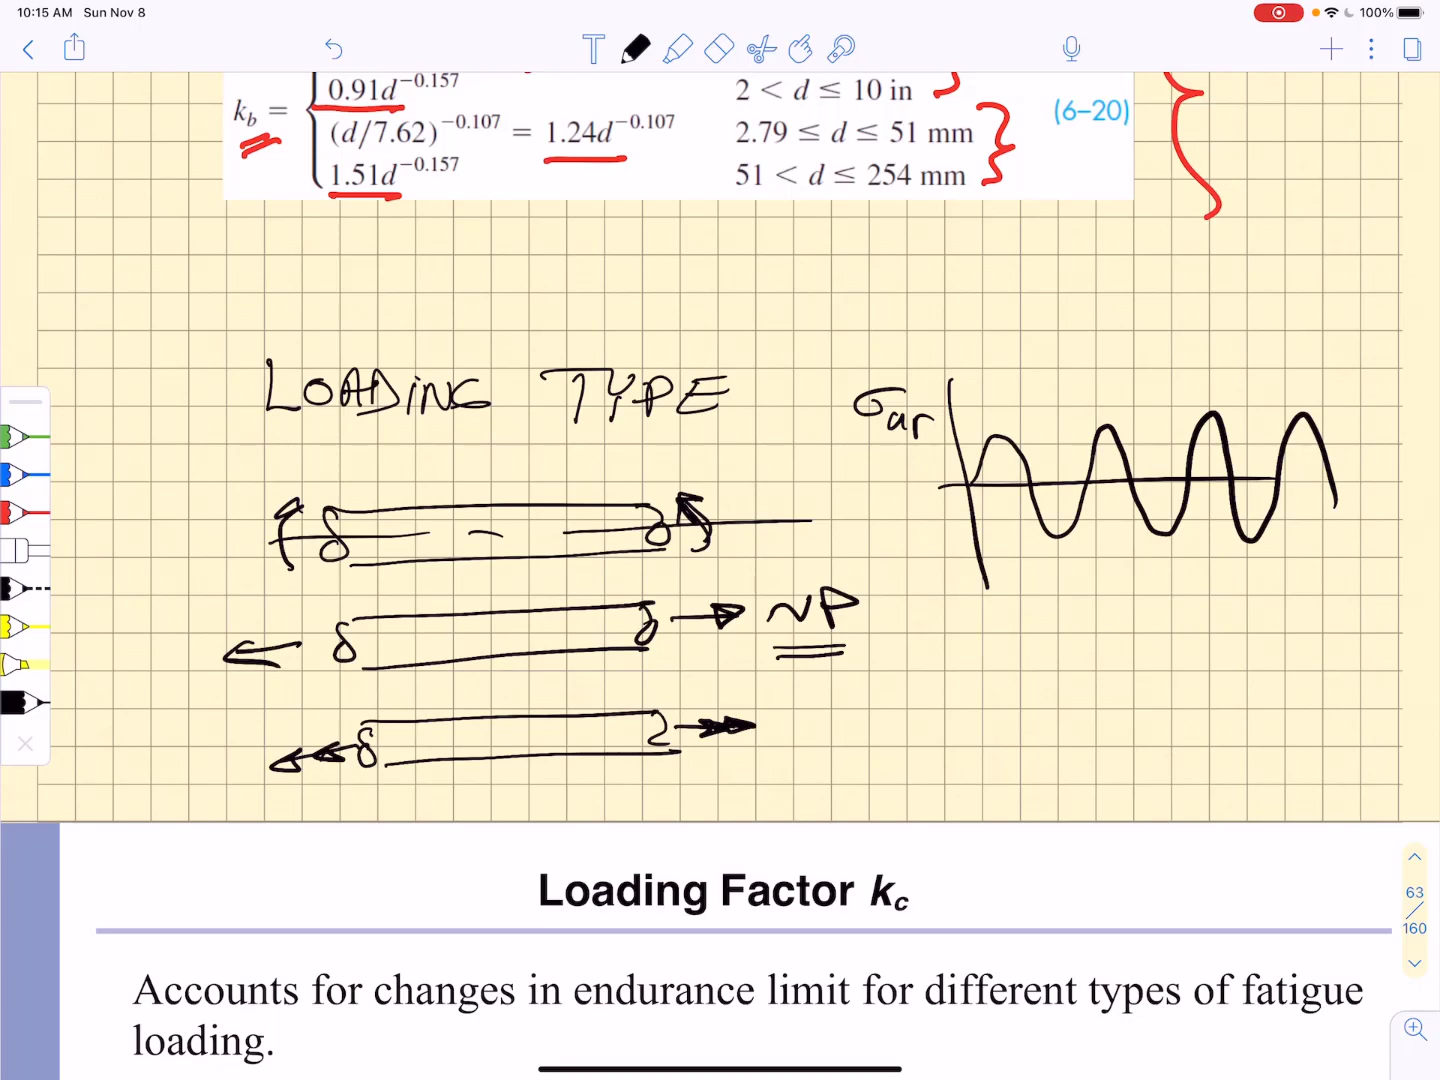 10:15 AM Sun Nov 8
100%
0.91d^−0.157 2 < d ≤ 10 in
k_b = (6–20)
(d/7.62)^−0.107 = 1.24d^−0.107 2.79 ≤ d ≤ 51 mm
1.51d^−0.157 51 < d ≤ 254 mm
LOADING TYPE
σar
NP
Loading Factor k_c
63
/
160
Accounts for changes in endurance limit for different types of fatigue
loading.